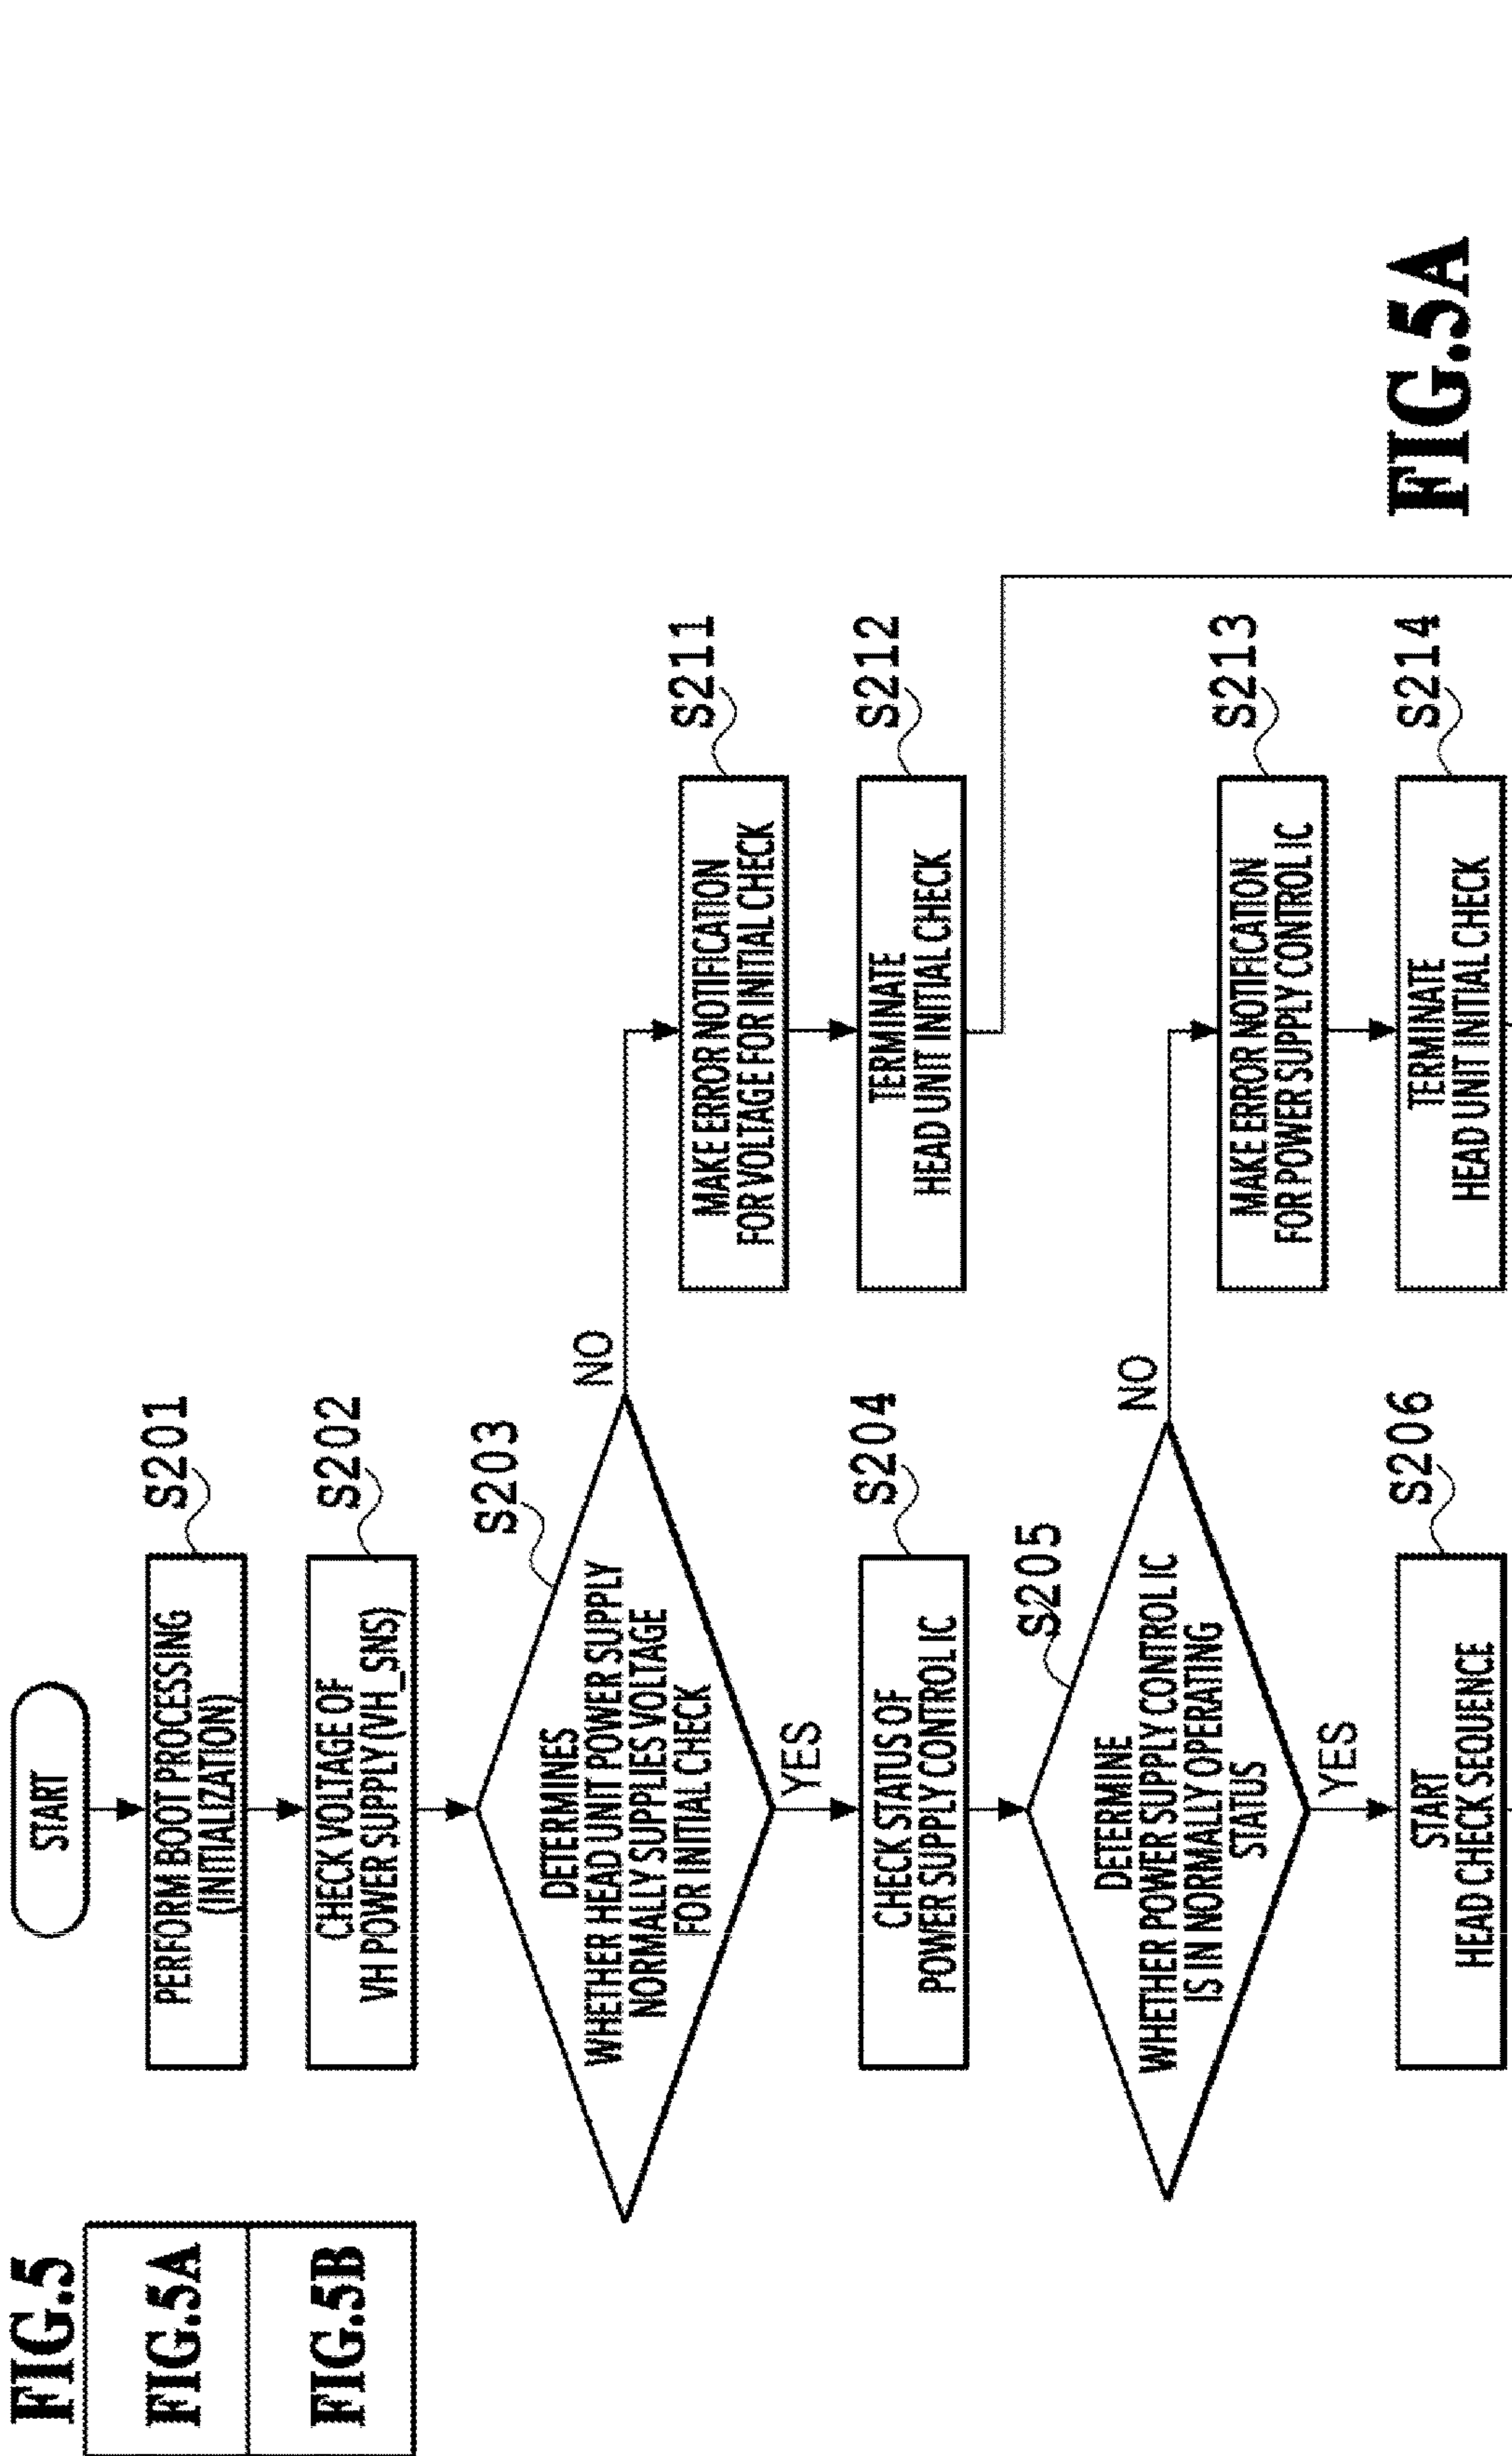 FIG.5
FIG.5A
FIG.5B
START
S201
PERFORM BOOT PROCESSING
(INITIALIZATION)
S202
CHECK VOLTAGE OF
VH POWER SUPPLY (VH_SNS)
S203
DETERMINES
WHETHER HEAD UNIT POWER SUPPLY
NORMALLY SUPPLIES VOLTAGE
FOR INITIAL CHECK
NO
YES
S211
MAKE ERROR NOTIFICATION
FOR VOLTAGE FOR INITIAL CHECK
S212
TERMINATE
HEAD UNIT INITIAL CHECK
S204
CHECK STATUS OF
POWER SUPPLY CONTROL IC
S205
DETERMINE
WHETHER POWER SUPPLY CONTROL IC
IS IN NORMALLY OPERATING
STATUS
NO
YES
S213
MAKE ERROR NOTIFICATION
FOR POWER SUPPLY CONTROL IC
S214
TERMINATE
HEAD UNIT INITIAL CHECK
S206
START
HEAD CHECK SEQUENCE
FIG.5A